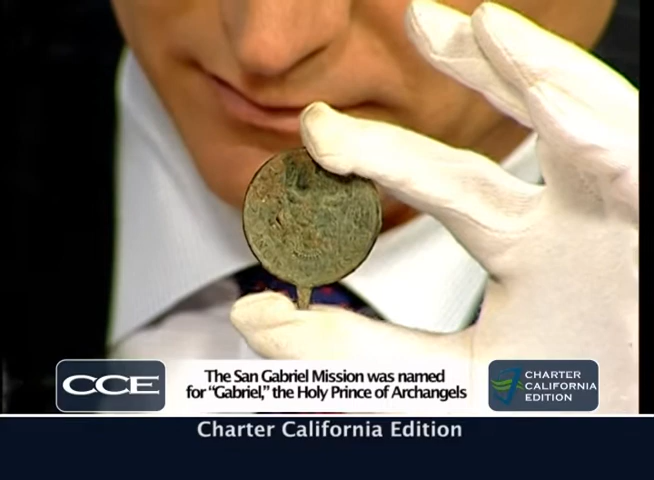 CCE
The San Gabriel Mission was named
for "Gabriel," the Holy Prince of Archangels
CHARTER
CALIFORNIA
EDITION
Charter California Edition